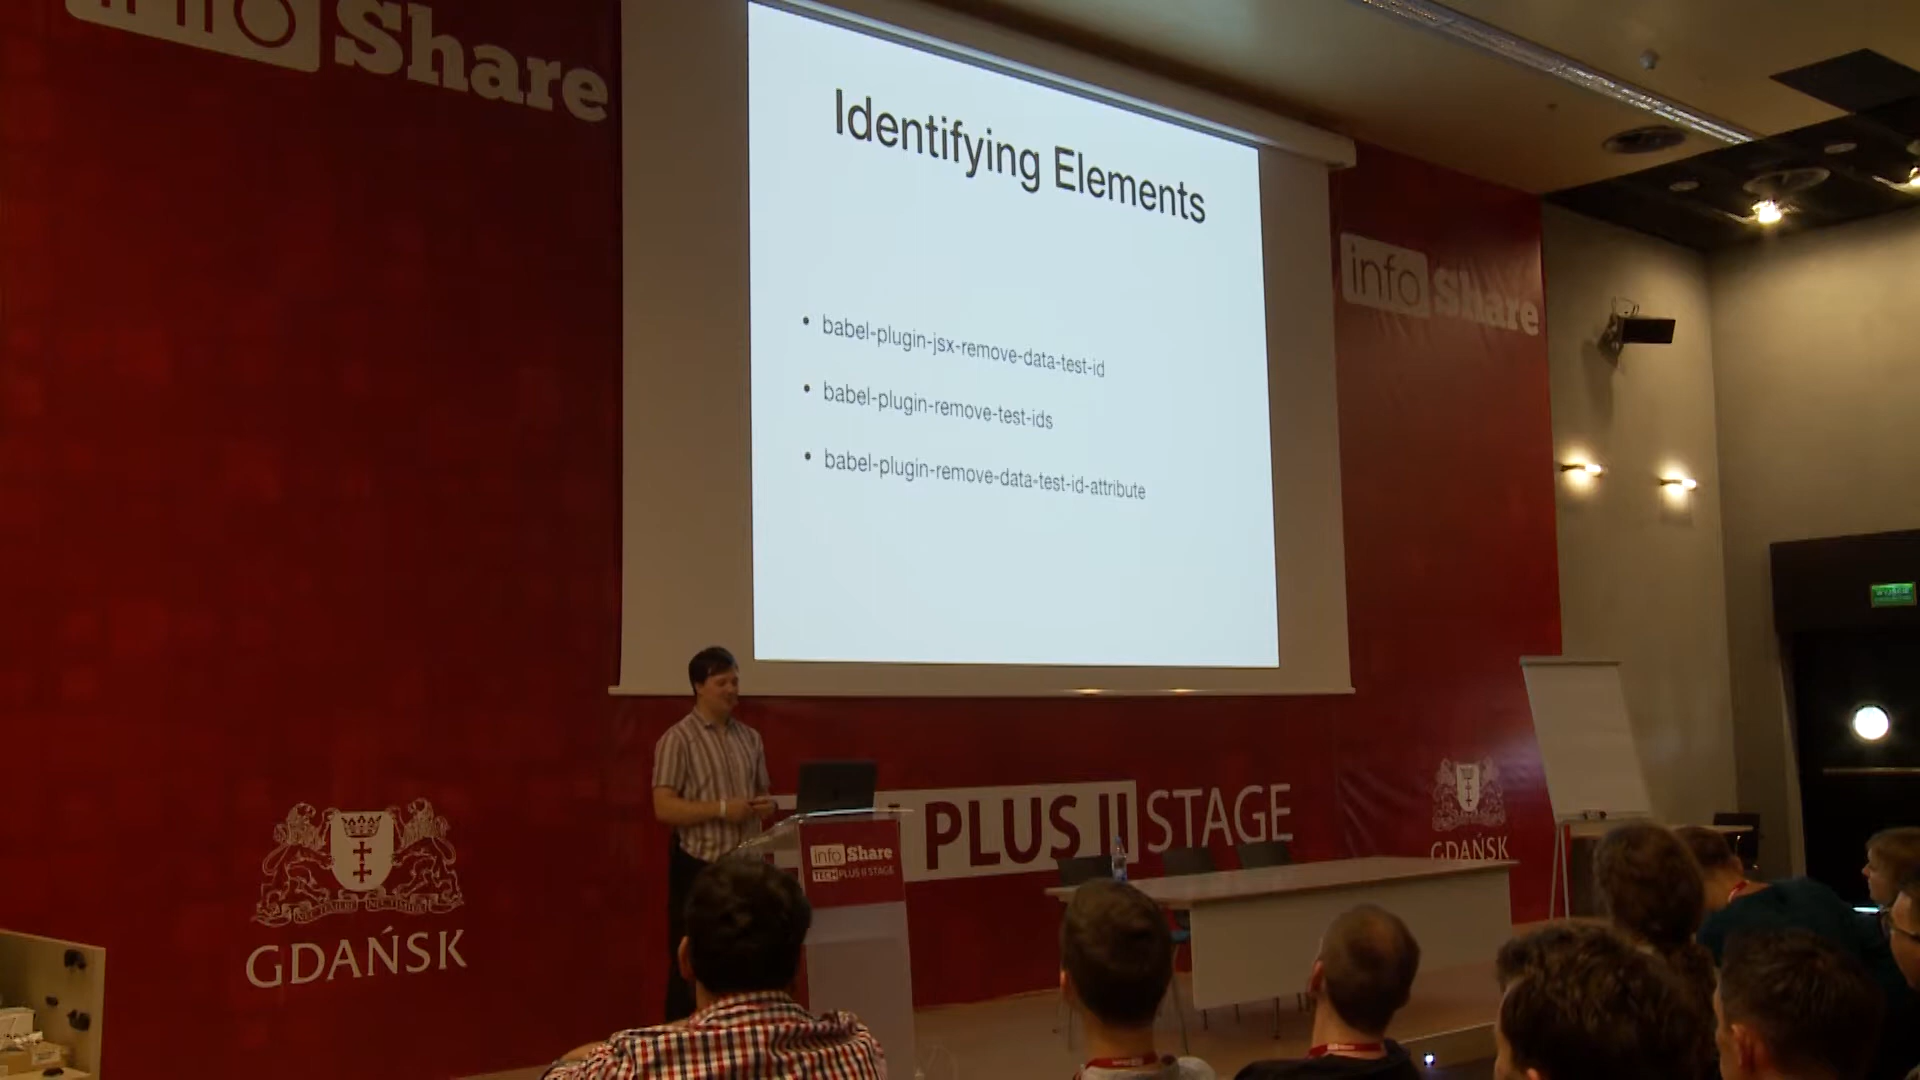 info Share
Identifying Elements
• babel-plugin-jsx-remove-data-test-id
• babel-plugin-remove-test-ids
• babel-plugin-remove-data-test-id-attribute
info Share
PLUS II STAGE
info Share
TECH PLUS II STAGE
GDAŃSK
GDAŃSK